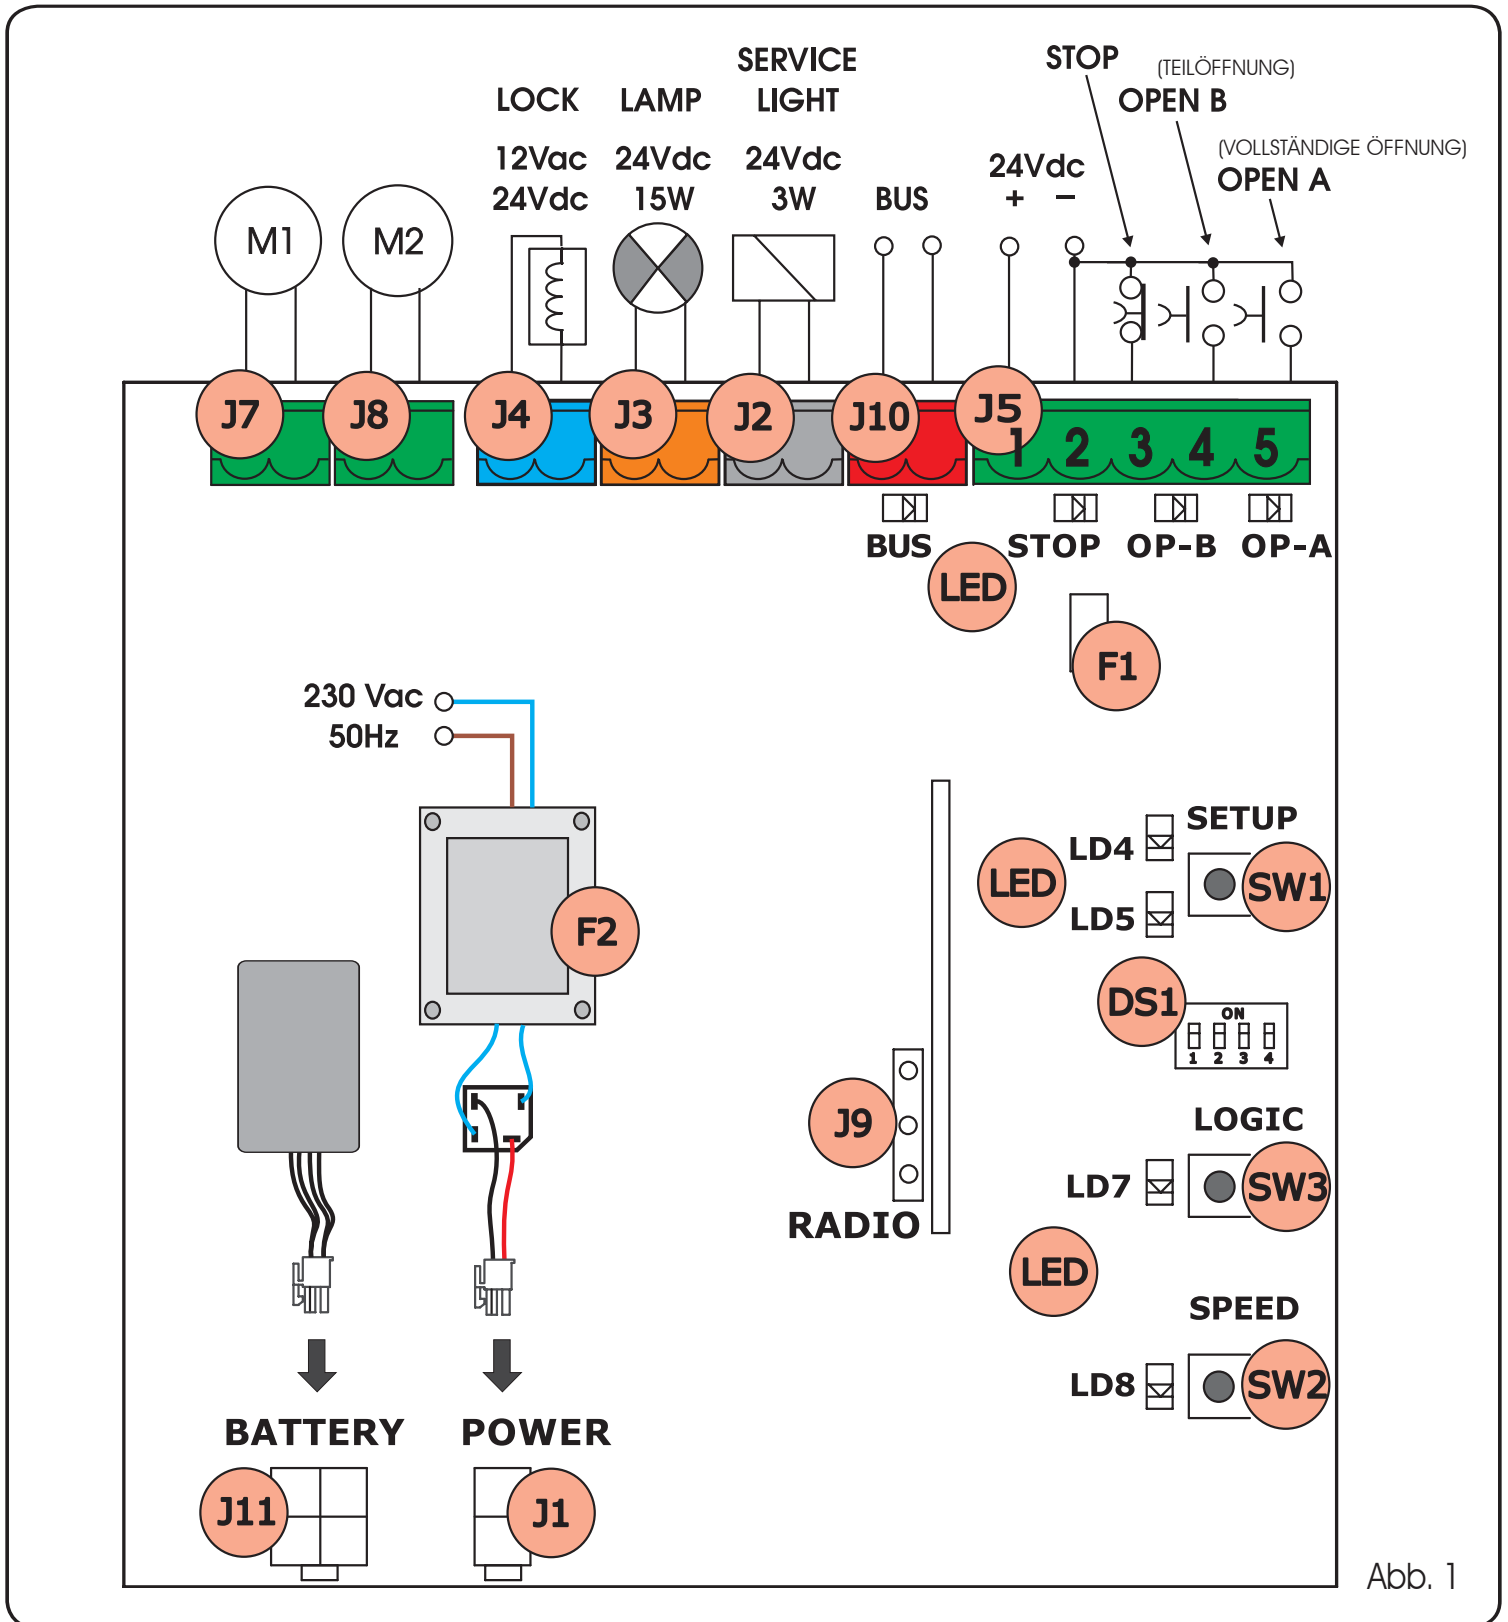 SERVICE
LIGHT
STOP
(TEILÖFFNUNG)
OPEN B
(VOLLSTÄNDIGE ÖFFNUNG)
OPEN A
LOCK
LAMP
12Vac
24Vdc
24Vdc
15W
24Vdc
3W
BUS
24Vdc
+ −
M1
M2
J7
J8
J4
J3
J2
J10
J5
1 2 3 4 5
BUS
STOP
OP-B
OP-A
LED
F1
230 Vac
50Hz
SETUP
LD4
LED
SW1
LD5
F2
DS1
ON
1 2 3 4
J9
LOGIC
LD7
SW3
RADIO
LED
SPEED
LD8
SW2
BATTERY
POWER
J11
J1
Abb. 1